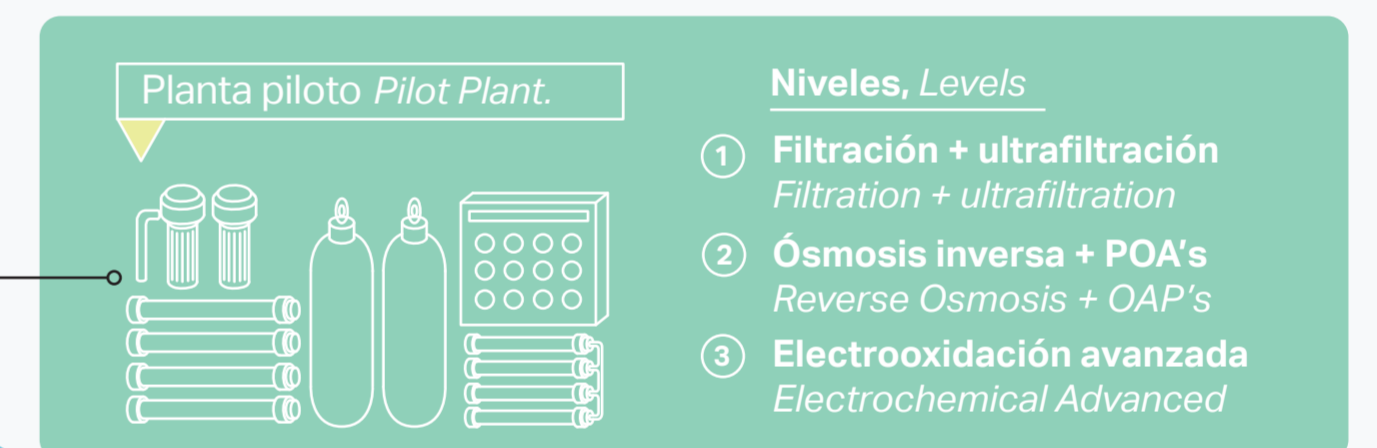 Planta piloto Pilot Plant.
Niveles, Levels
1 Filtración + ultrafiltración
Filtration + ultrafiltration
2 Ósmosis inversa + POA's
Reverse Osmosis + OAP's
3 Electrooxidación avanzada
Electrochemical Advanced